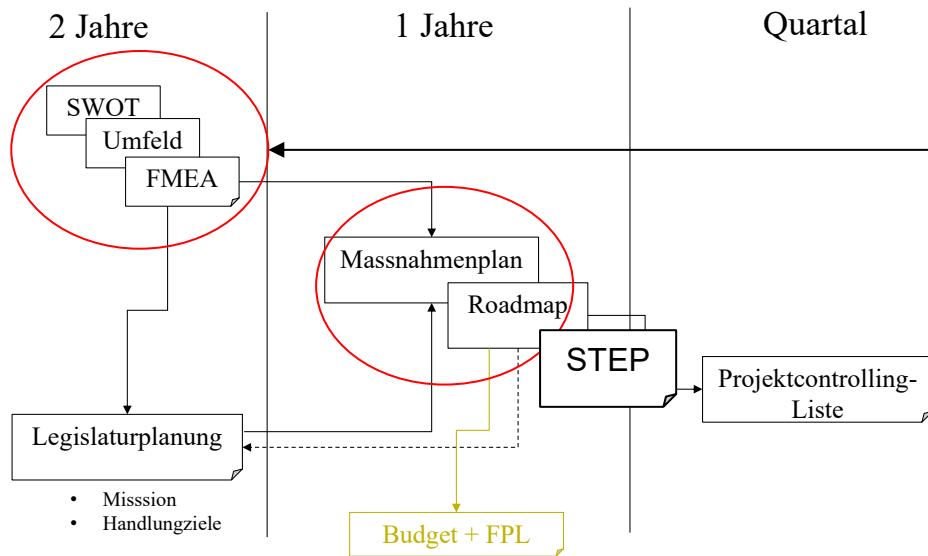 2 Jahre
1 Jahre
Quartal
SWOT
Umfeld
FMEA
Massnahmenplan
Roadmap
STEP
Projektcontrolling-
Liste
Legislaturplanung
• Misssion
• Handlungziele
Budget + FPL